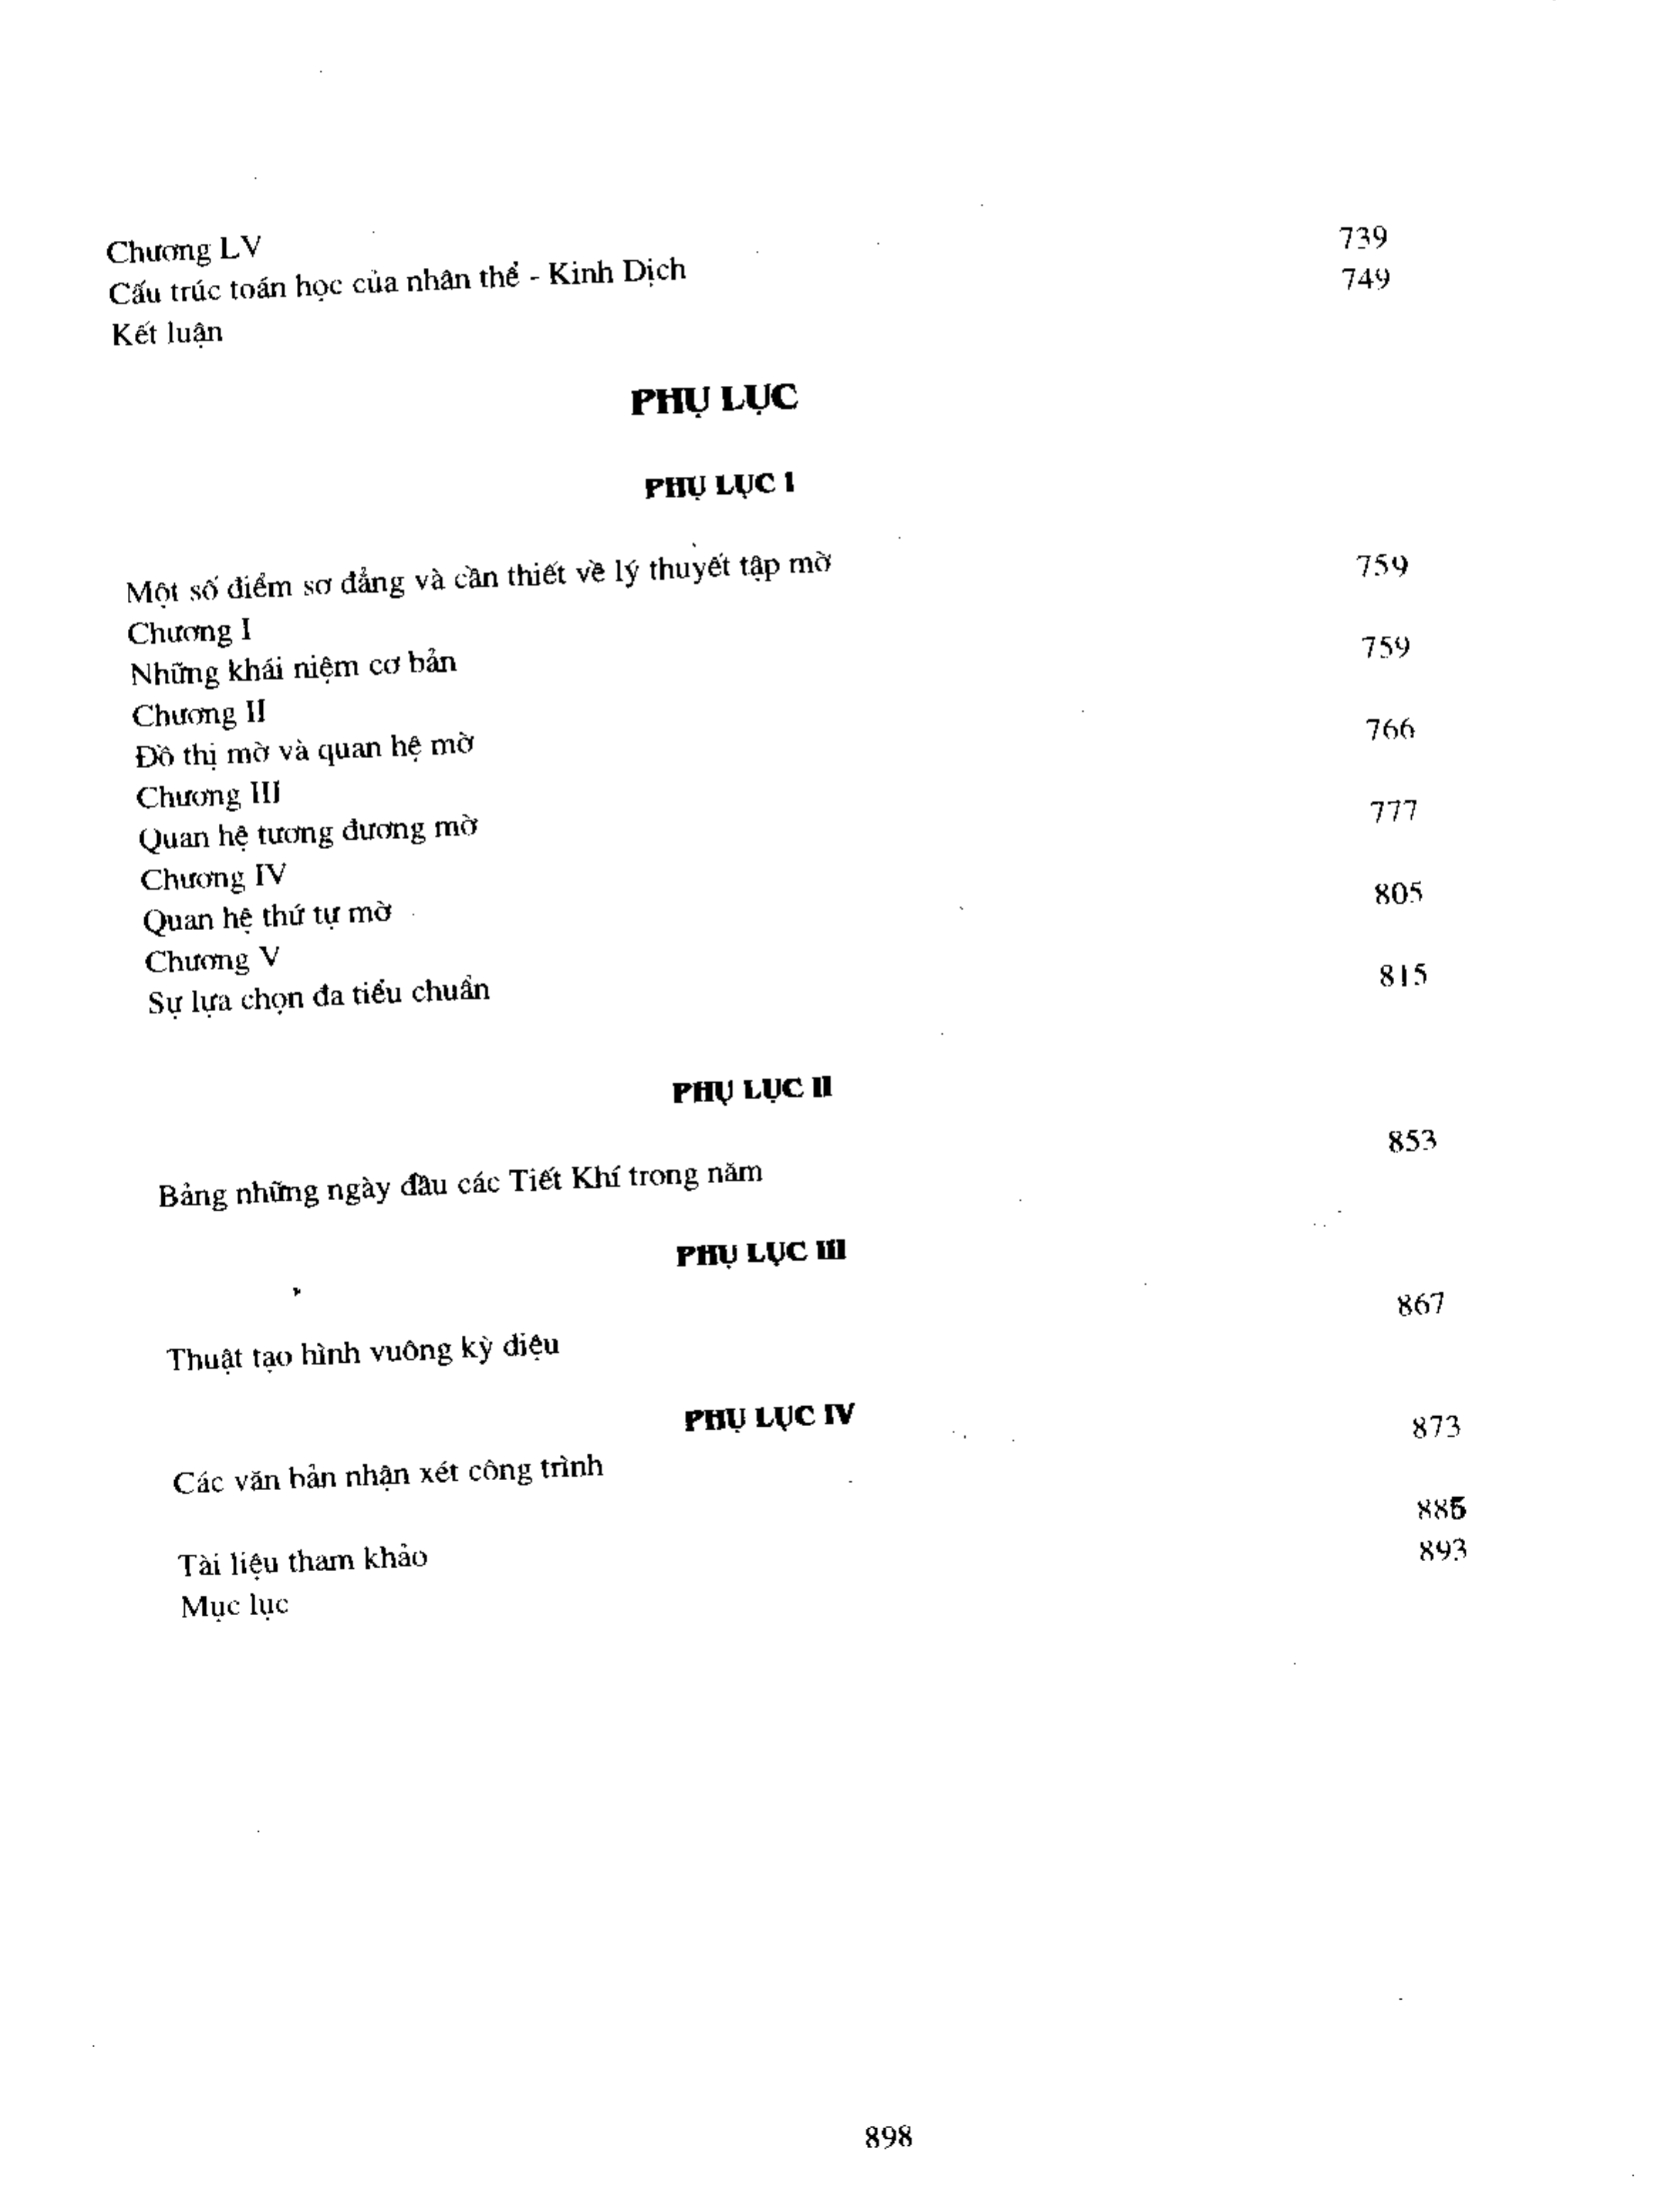 Chương LV
Cấu trúc toán học của nhân thể - Kinh Dịch 739
Kết luận 749
PHỤ LỤC
PHỤ LỤC I
Một số điểm sơ đẳng và cần thiết về lý thuyết tập mờ 759
Chương I
Những khái niệm cơ bản 759
Chương II
Đồ thị mờ và quan hệ mờ 766
Chương III
Quan hệ tương đương mờ 777
Chương IV
Quan hệ thứ tự mờ 805
Chương V
Sự lựa chọn đa tiểu chuẩn 815
PHỤ LỤC II
Bảng những ngày đầu các Tiết Khí trong năm 853
PHỤ LỤC III
Thuật tạo hình vuông kỳ diệu 867
PHỤ LỤC IV
Các văn bản nhận xét công trình 873
Tài liệu tham khảo 885
Mục lục 893
898